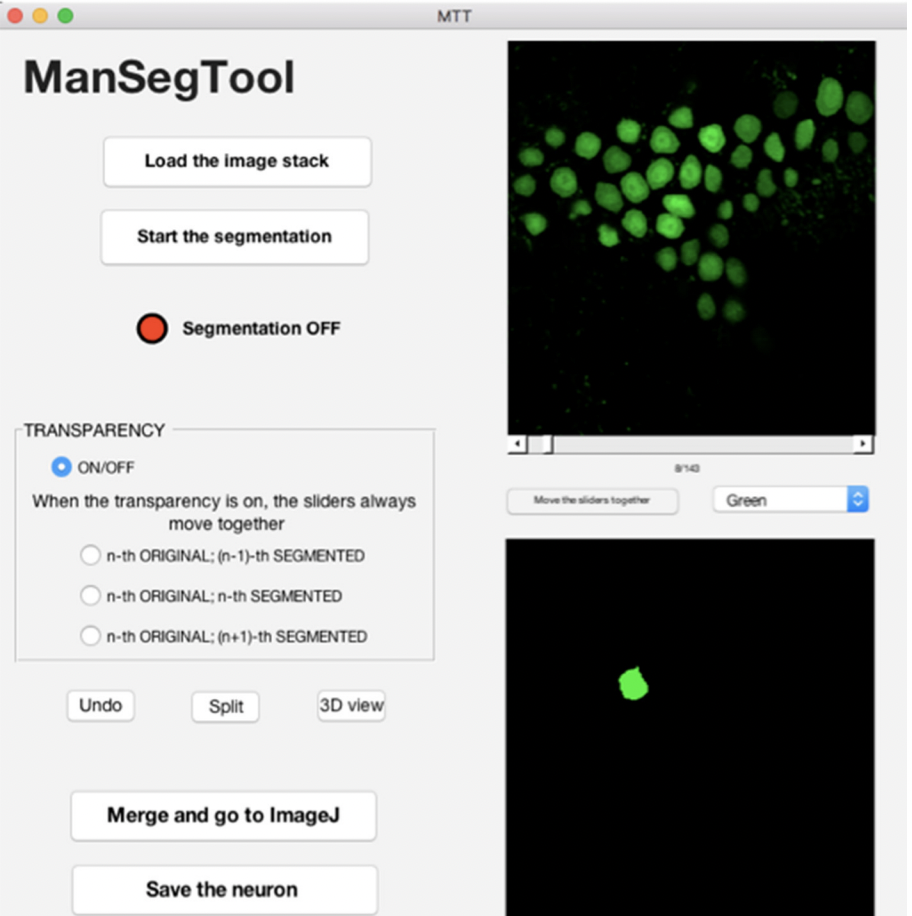 MTT
ManSegTool
Load the image stack
Start the segmentation
Segmentation OFF
TRANSPARENCY
ON/OFF
When the transparency is on, the sliders always
move together
n-th ORIGINAL; (n-1)-th SEGMENTED
n-th ORIGINAL; n-th SEGMENTED
n-th ORIGINAL; (n+1)-th SEGMENTED
Undo
Split
3D view
Merge and go to ImageJ
Save the neuron
8/143
Move the sliders together
Green